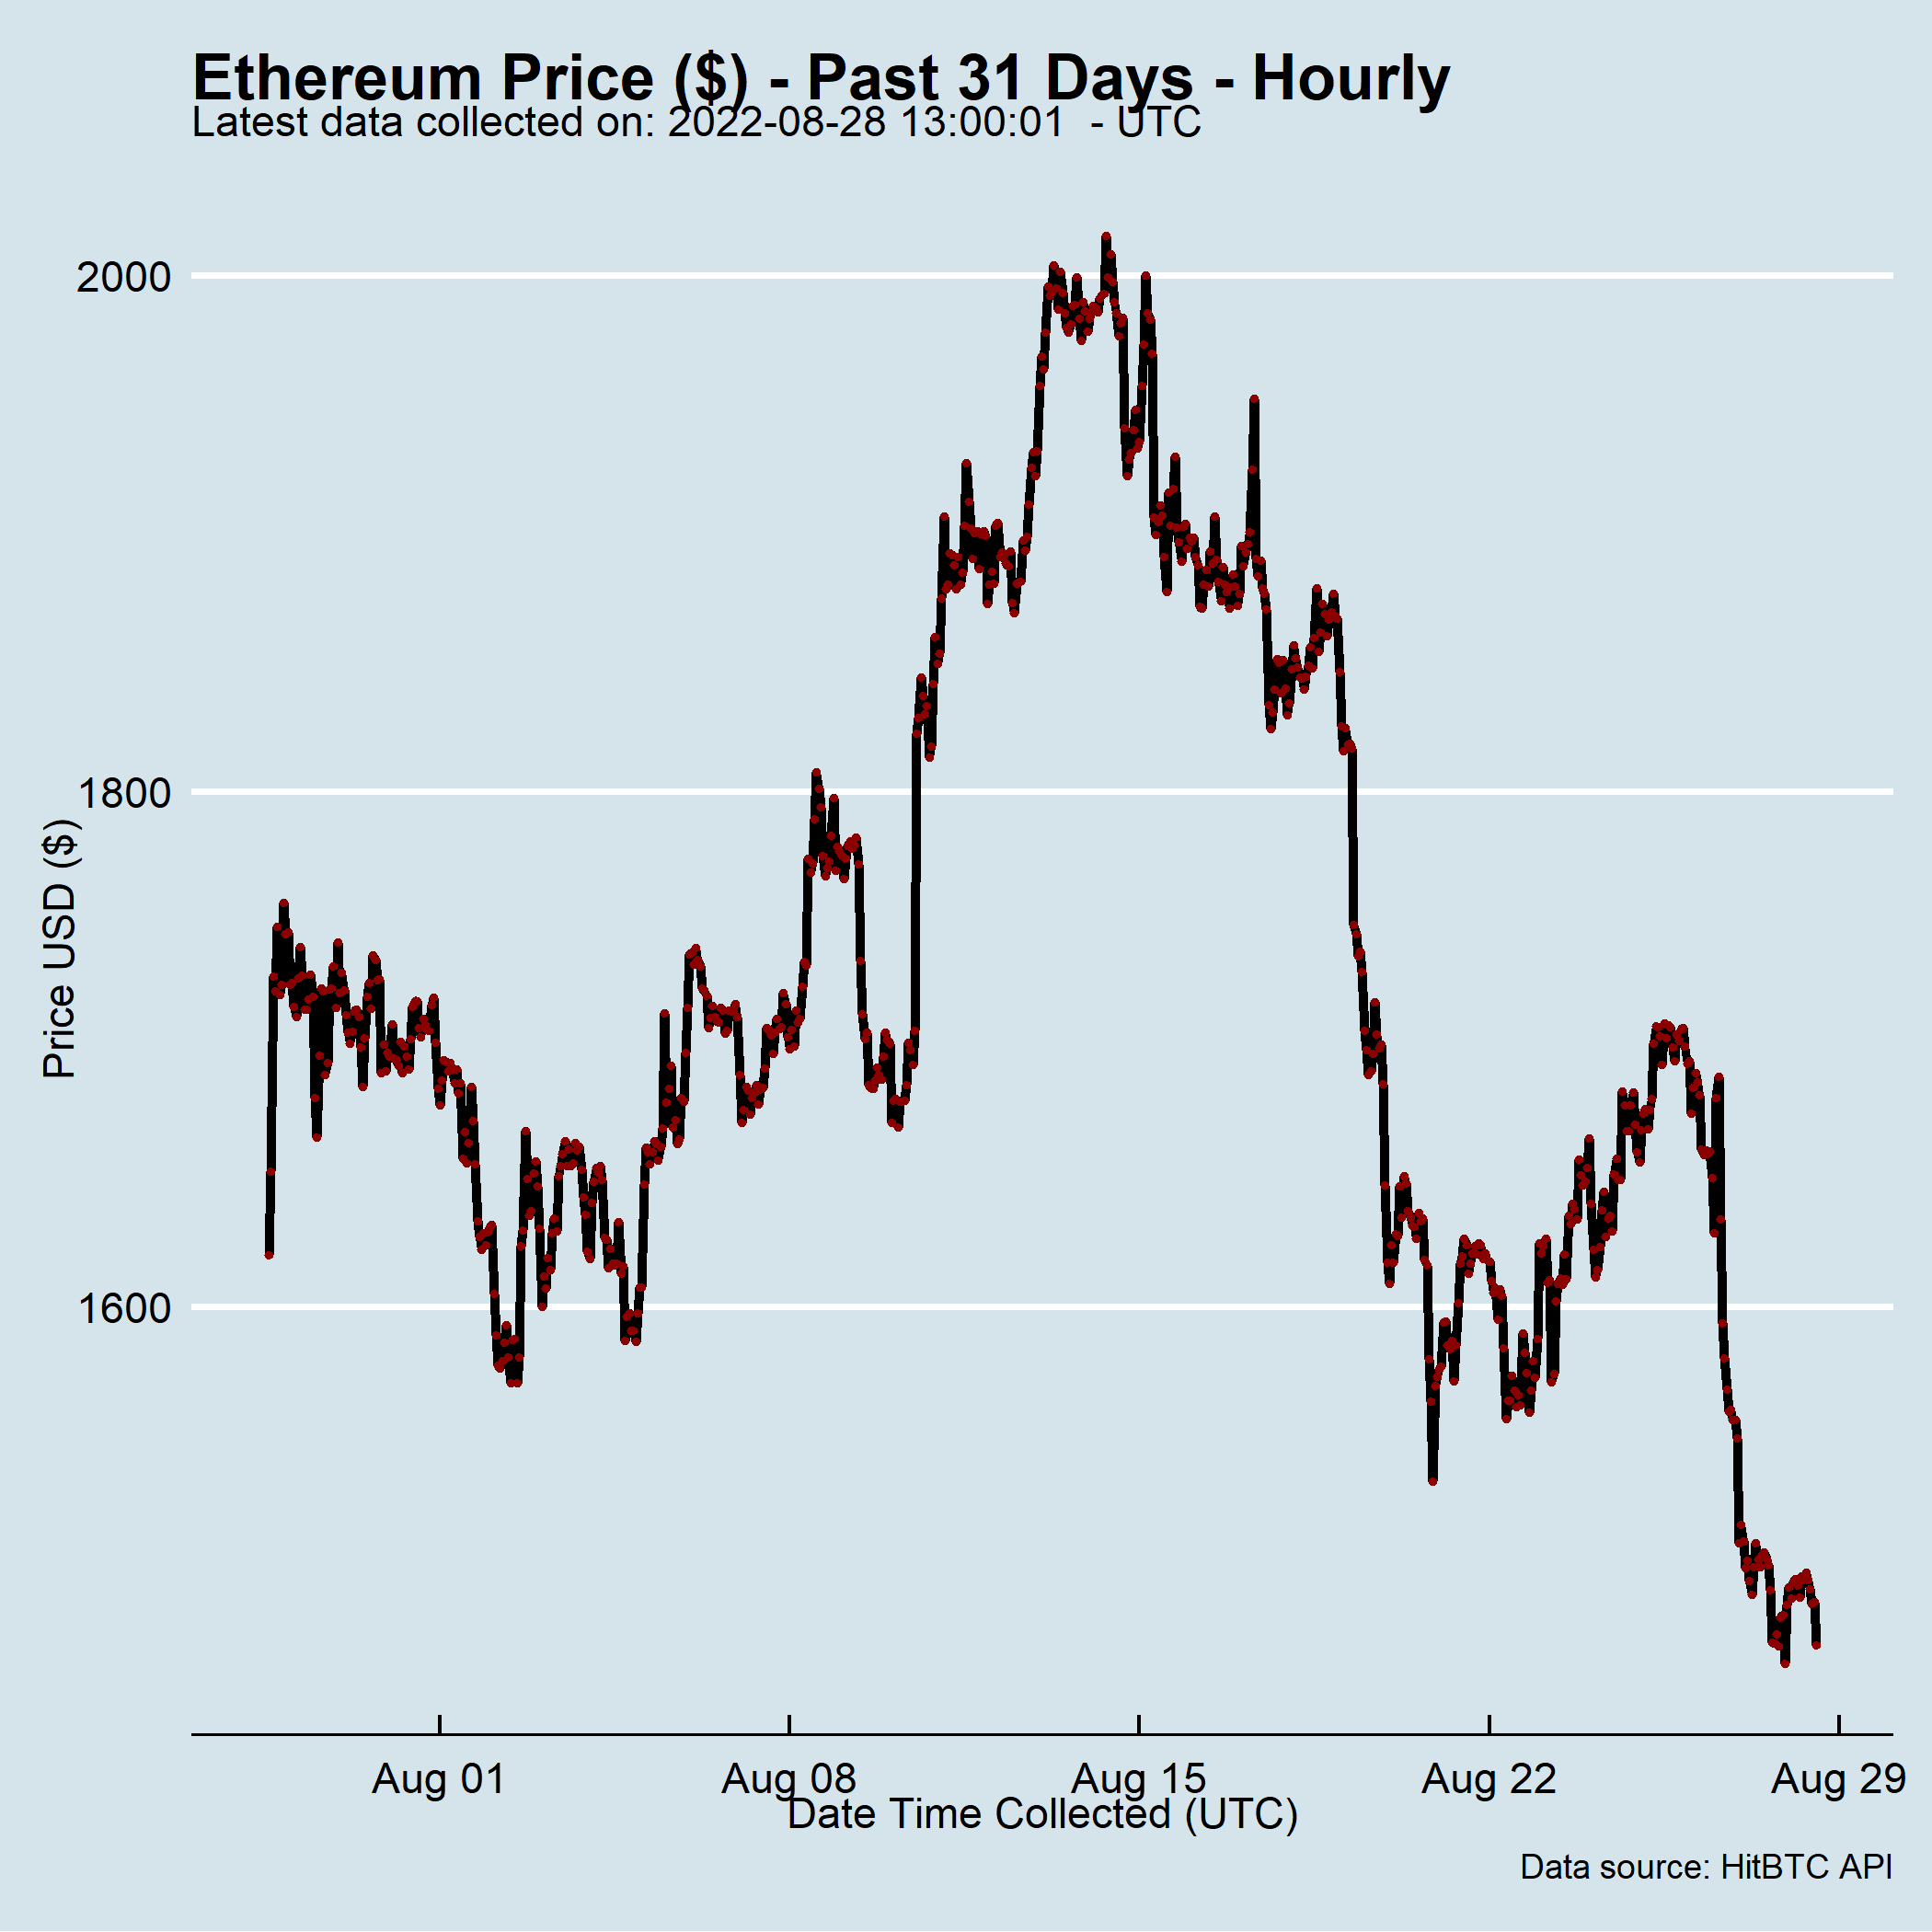 Ethereum Price ($) - Past 31 Days - Hourly
Latest data collected on: 2022-08-28 13:00:01  - UTC
2000
1800
1600
Price USD ($)
Aug 01
Aug 08
Aug 15
Aug 22
Aug 29
Date Time Collected (UTC)
Data source: HitBTC API